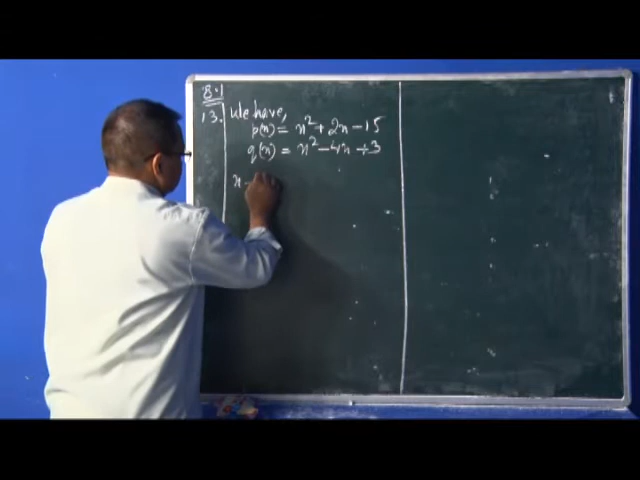 8.1
13. We have,
p(x) = x² + 2x - 15
q(x) = x² - 4x + 3
x -